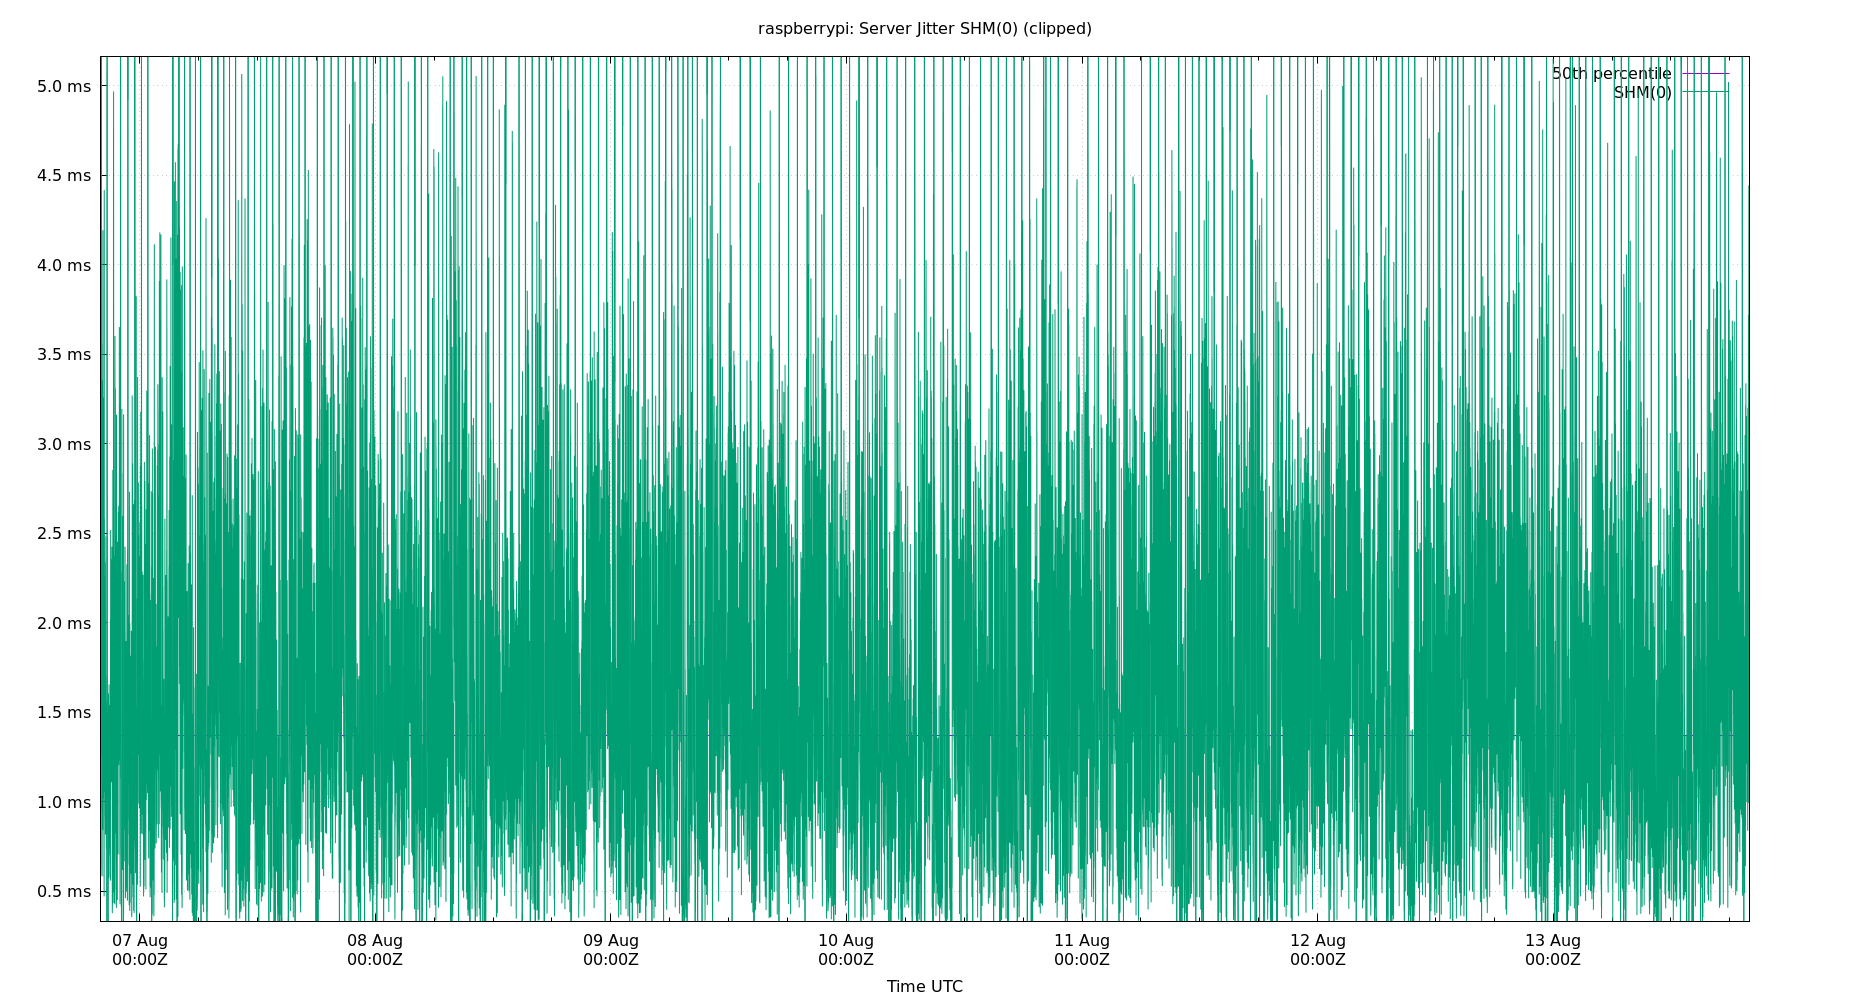 raspberrypi: Server Jitter SHM(0) (clipped)
50th percentile
SHM(0)
5.0 ms
4.5 ms
4.0 ms
3.5 ms
3.0 ms
2.5 ms
2.0 ms
1.5 ms
1.0 ms
0.5 ms
07 Aug 08 Aug 09 Aug 10 Aug 11 Aug 12 Aug 13 Aug
00:00Z 00:00Z 00:00Z 00:00Z 00:00Z 00:00Z 00:00Z
Time UTC